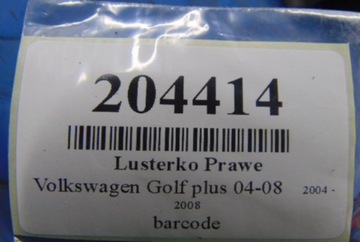 204414
Lusterko Prawe
Volkswagen Golf plus 04-08 2004 -
2008
barcode